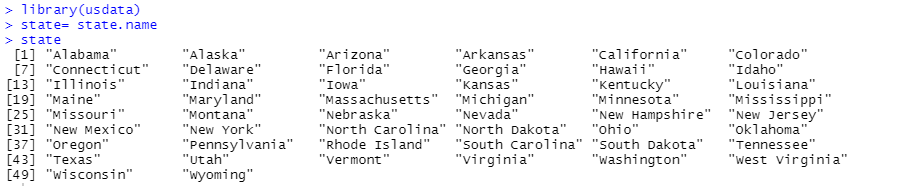 > library(usdata)
> state= state.name
> state
[1] "Alabama" "Alaska" "Arizona" "Arkansas" "California" "Colorado"
[7] "Connecticut" "Delaware" "Florida" "Georgia" "Hawaii" "Idaho"
[13] "Illinois" "Indiana" "Iowa" "Kansas" "Kentucky" "Louisiana"
[19] "Maine" "Maryland" "Massachusetts" "Michigan" "Minnesota" "Mississippi"
[25] "Missouri" "Montana" "Nebraska" "Nevada" "New Hampshire" "New Jersey"
[31] "New Mexico" "New York" "North Carolina" "North Dakota" "Ohio" "Oklahoma"
[37] "Oregon" "Pennsylvania" "Rhode Island" "South Carolina" "South Dakota" "Tennessee"
[43] "Texas" "Utah" "Vermont" "Virginia" "Washington" "West Virginia"
[49] "Wisconsin" "Wyoming"